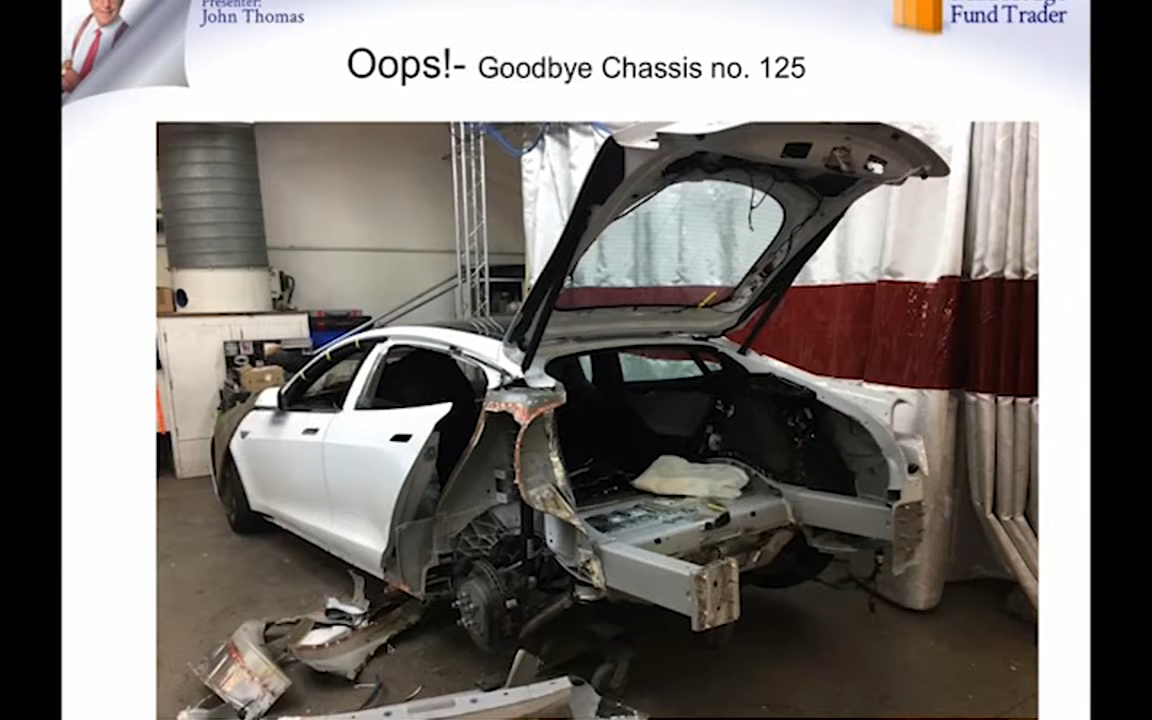 Presenter:
John Thomas
Fund Trader
Oops!- Goodbye Chassis no. 125